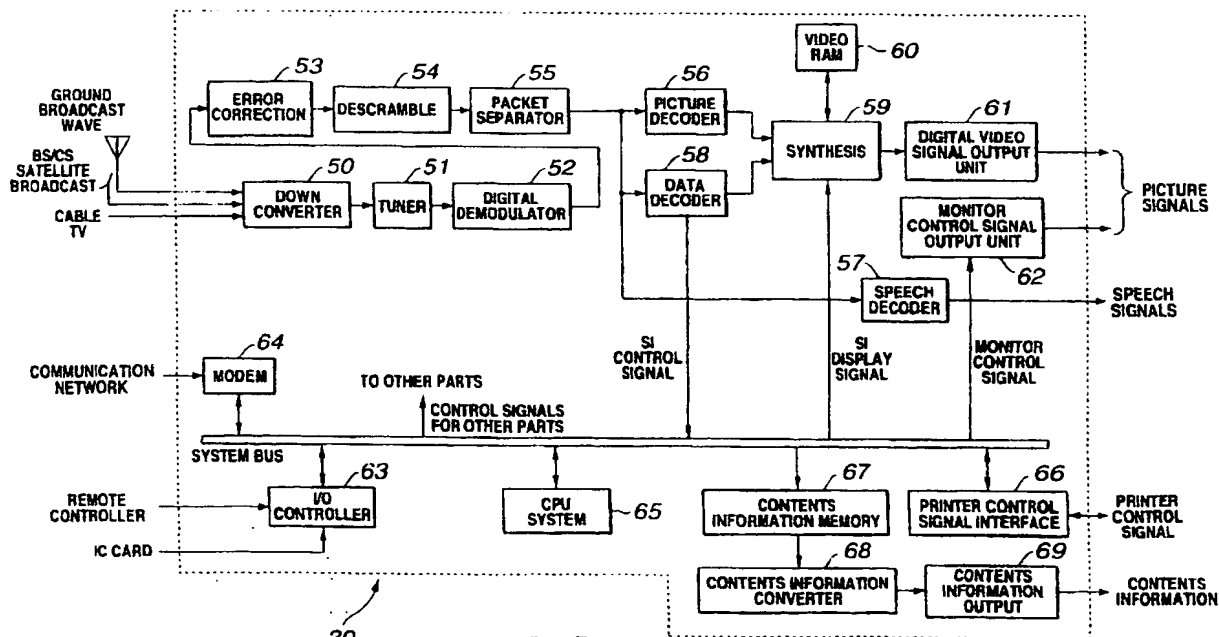 GROUND
BROADCAST
WAVE
BS/CS
SATELLITE
BROADCAST
CABLE
TV
53
ERROR
CORRECTION
54
DESCRAMBLE
55
PACKET
SEPARATOR
50
DOWN
CONVERTER
51
TUNER
52
DIGITAL
DEMODULATOR
56
PICTURE
DECODER
58
DATA
DECODER
VIDEO
RAM
60
59
SYNTHESIS
61
DIGITAL VIDEO
SIGNAL OUTPUT
UNIT
MONITOR
CONTROL SIGNAL
OUTPUT UNIT
62
PICTURE
SIGNALS
57
SPEECH
DECODER
SPEECH
SIGNALS
64
MODEM
COMMUNICATION
NETWORK
TO OTHER PARTS
CONTROL SIGNALS
FOR OTHER PARTS
SI
CONTROL
SIGNAL
SI
DISPLAY
SIGNAL
MONITOR
CONTROL
SIGNAL
SYSTEM BUS
63
I/O
CONTROLLER
REMOTE
CONTROLLER
IC CARD
CPU
SYSTEM
65
67
CONTENTS
INFORMATION MEMORY
66
PRINTER CONTROL
SIGNAL INTERFACE
PRINTER
CONTROL
SIGNAL
68
CONTENTS INFORMATION
CONVERTER
69
CONTENTS
INFORMATION OUTPUT
CONTENTS
INFORMATION